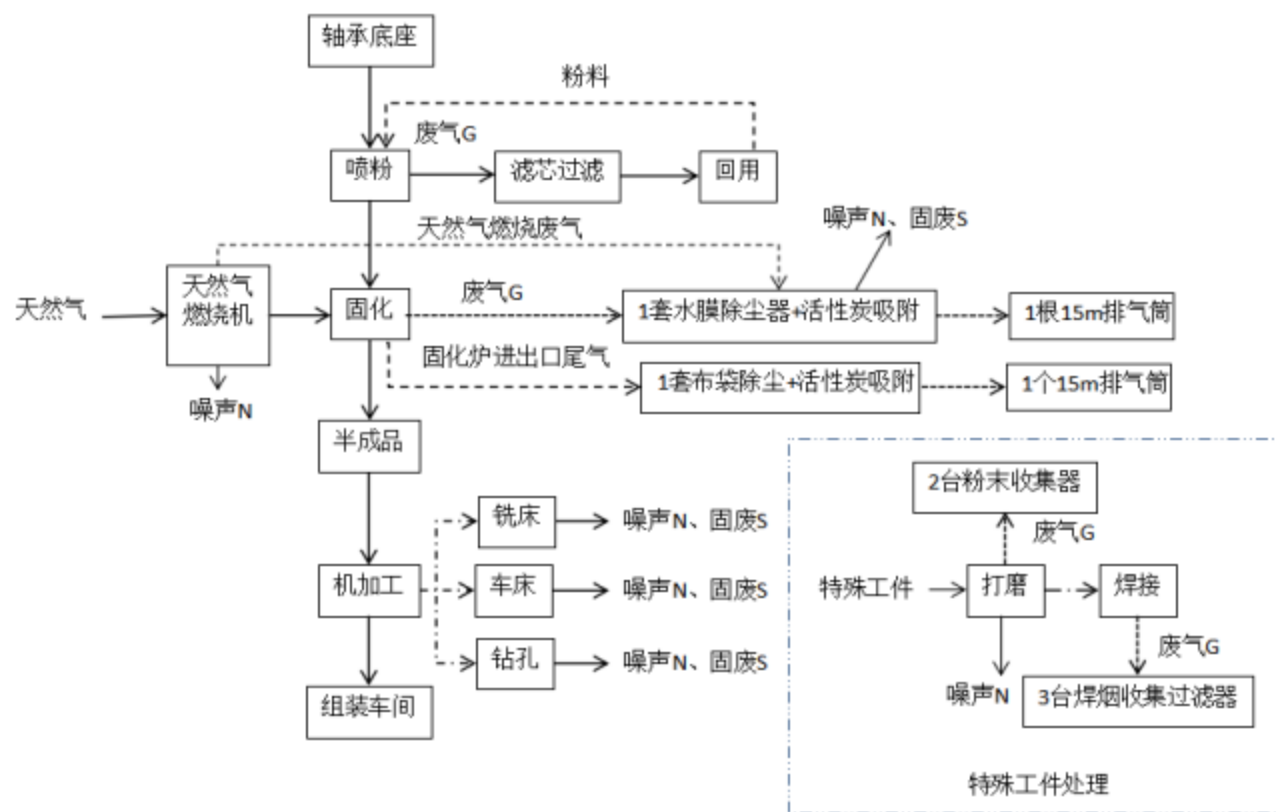 轴承底座
粉料
废气G
喷粉
滤芯过滤
回用
天然气燃烧废气
噪声N、固废S
天然气
天然气
燃烧机
固化
废气G
1套水膜除尘器+活性炭吸附
1根15m排气筒
固化炉进出口尾气
1套布袋除尘+活性炭吸附
1个15m排气筒
噪声N
半成品
2台粉末收集器
铣床
噪声N、固废S
废气G
机加工
车床
噪声N、固废S
特殊工件
打磨
焊接
钻孔
噪声N、固废S
废气G
噪声N
3台焊烟收集过滤器
组装车间
特殊工件处理